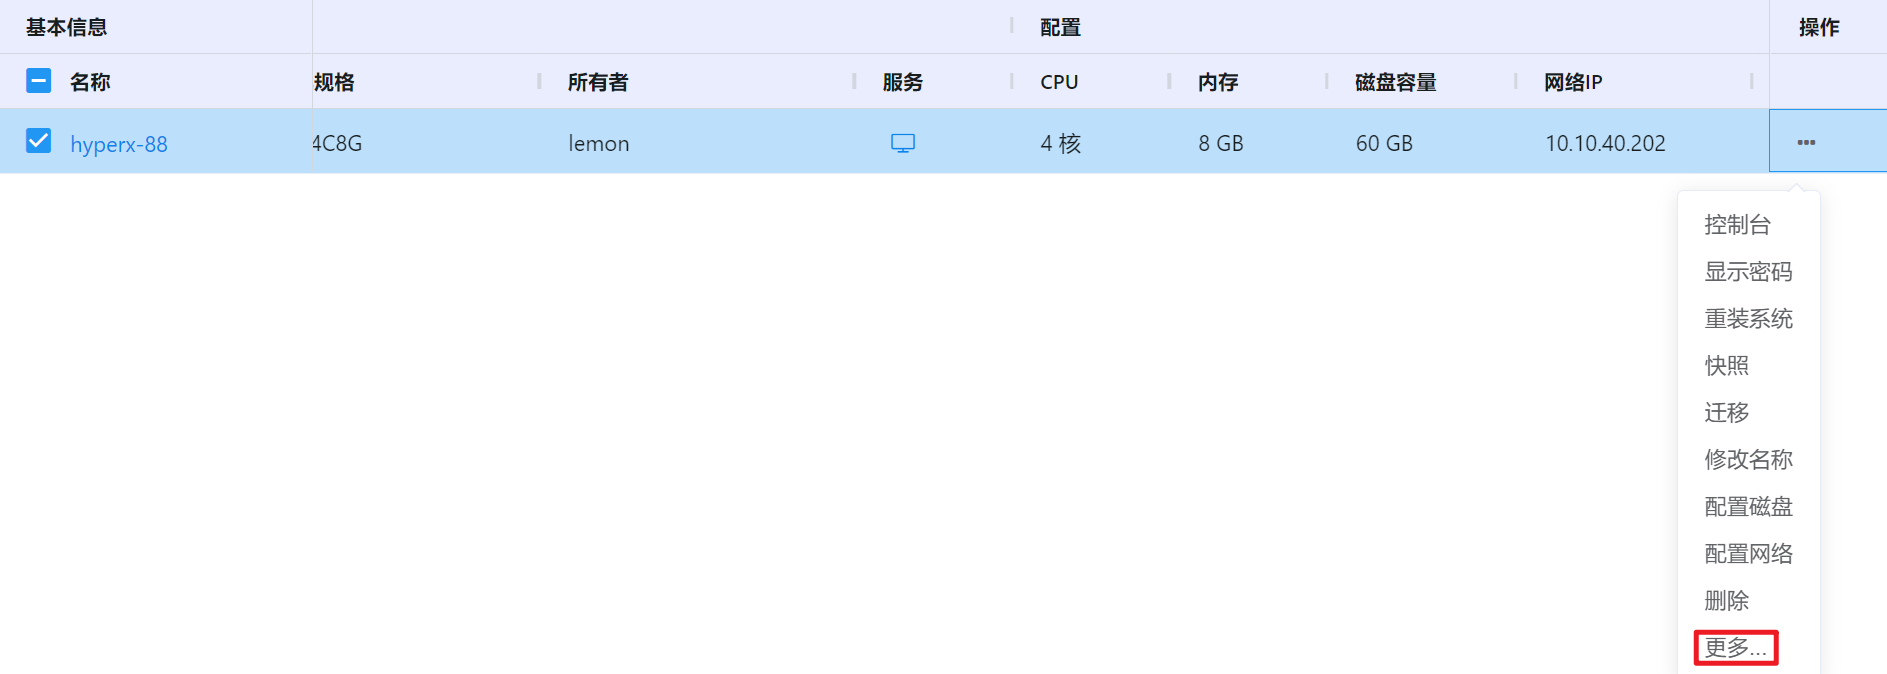 基本信息 配置 操作
名称 规格 所有者 服务 CPU 内存 磁盘容量 网络IP
hyperx-88 4C8G lemon 4 核 8 GB 60 GB 10.10.40.202 •••
控制台
显示密码
重装系统
快照
迁移
修改名称
配置磁盘
配置网络
删除
更多...